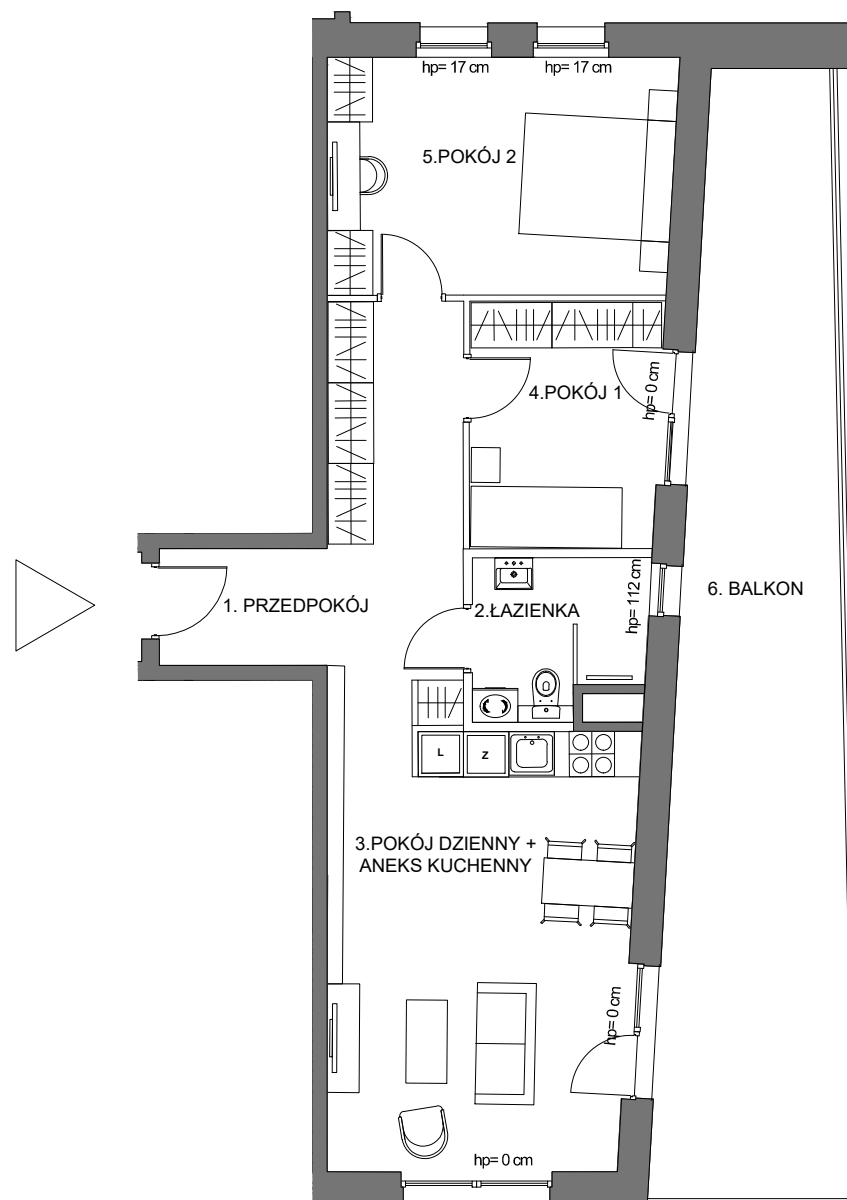 hp= 17 cm
hp= 17 cm
5.POKÓJ 2
4.POKÓJ 1
hp= 0 cm
1. PRZEDPOKÓJ
2.ŁAZIENKA
hp= 112 cm
6. BALKON
L
Z
3.POKÓJ DZIENNY +
ANEKS KUCHENNY
hp= 0 cm
hp= 0 cm